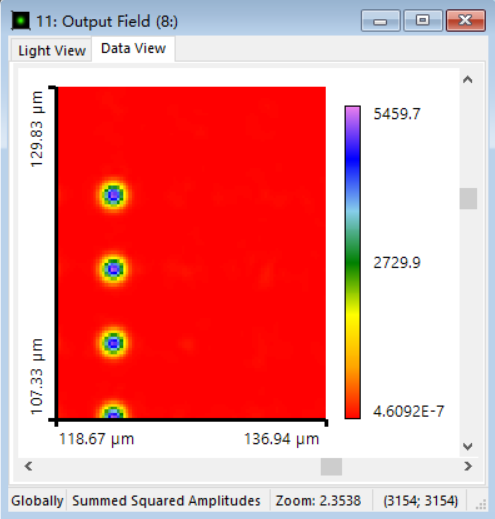 11: Output Field (8:)
Light View Data View
129.83 µm
107.33 µm
118.67 µm 136.94 µm
5459.7
2729.9
4.6092E-7
Globally Summed Squared Amplitudes Zoom: 2.3538 (3154; 3154)